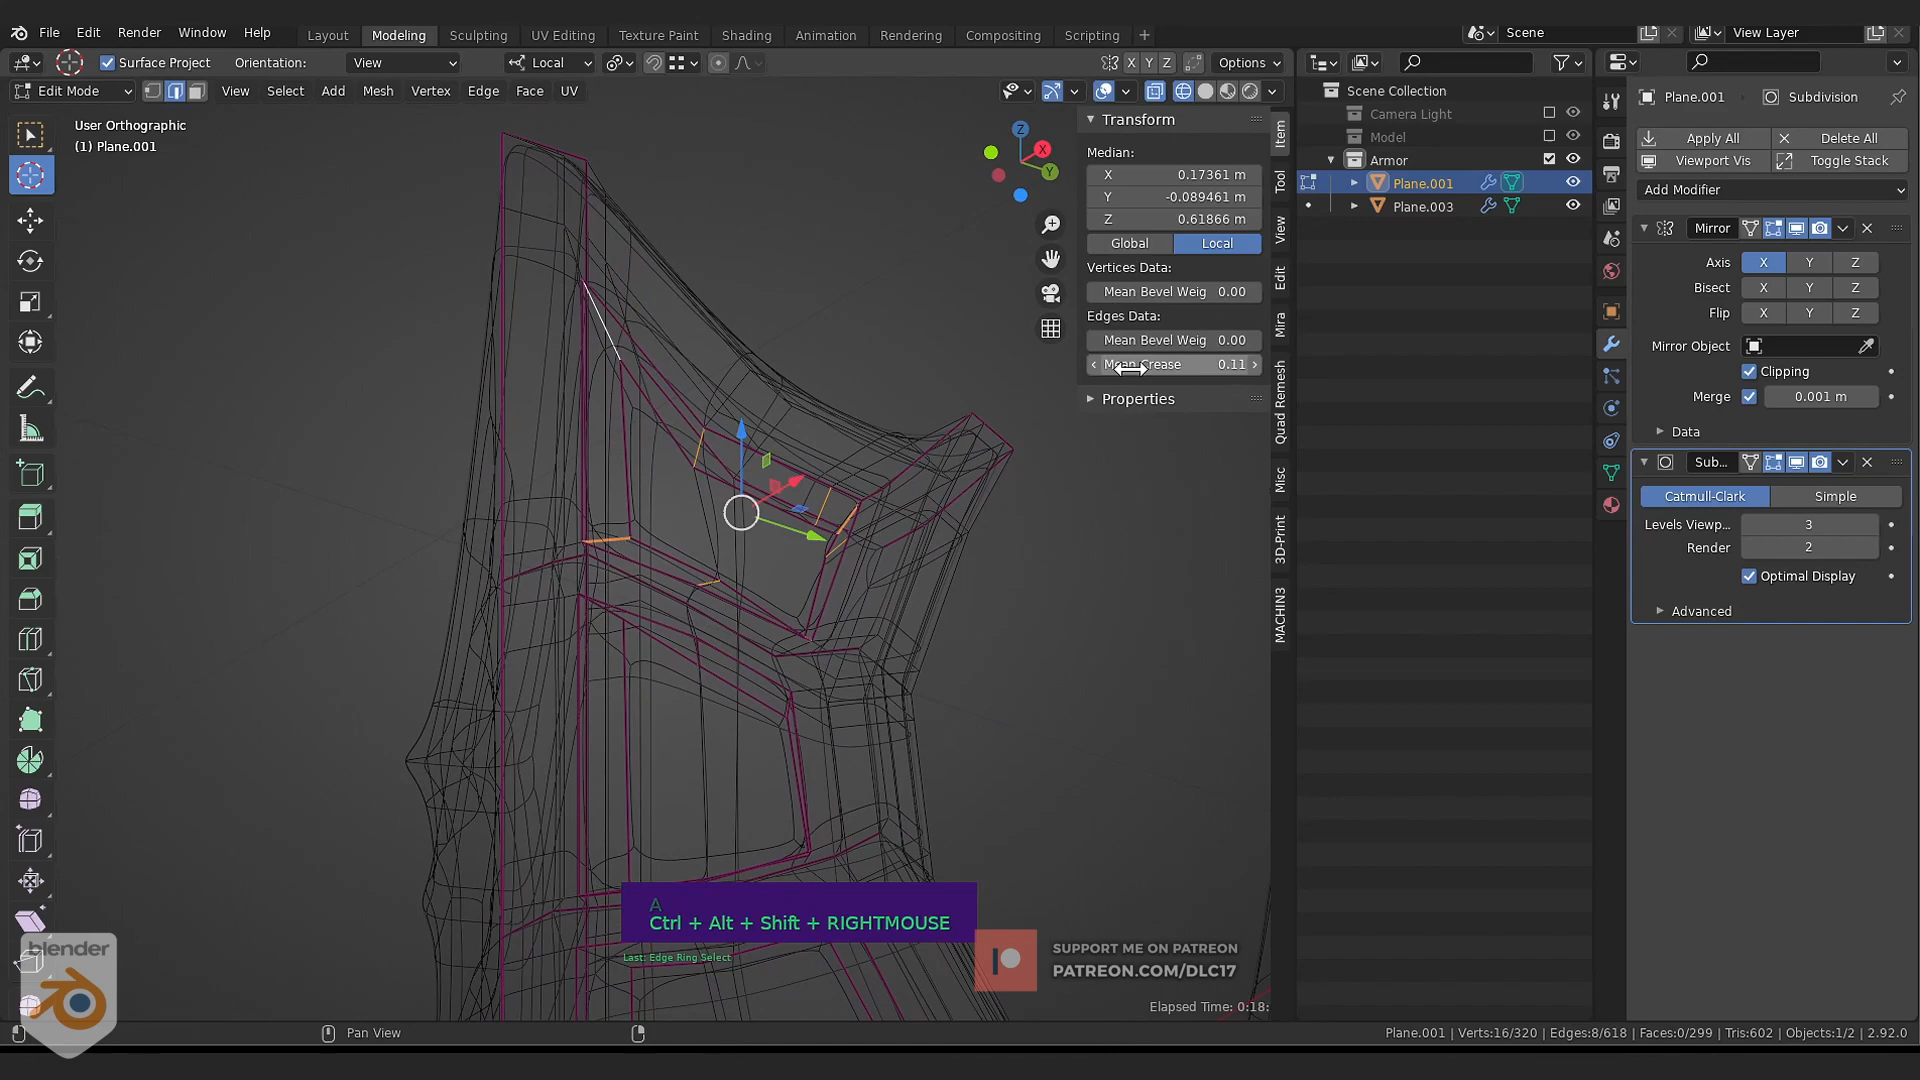 File Edit Render Window Help Layout Modeling Sculpting UV Editing Texture Paint Shading Animation Rendering Compositing Scripting + Scene View Layer
Surface Project Orientation: View Local X Y Z Options
Edit Mode View Select Add Mesh Vertex Edge Face UV
User Orthographic
(1) Plane.001
Z
X
Y
Transform
Median:
X 0.17361 m
Y -0.089461 m
Z 0.61866 m
Global Local
Vertices Data:
Mean Bevel Weig 0.00
Edges Data:
Mean Bevel Weig 0.00
Mean Crease 0.11
Properties
Item
Tool
View
Edit
Mira
Quad Remesh
Misc
3D-Print
MACHIN3
Scene Collection
Camera Light
Model
Armor
Plane.001
Plane.003
Plane.001 Subdivision
Apply All Delete All
Viewport Vis Toggle Stack
Add Modifier
Mirror
Axis X Y Z
Bisect X Y Z
Flip X Y Z
Mirror Object
Clipping
Merge 0.001 m
Data
Sub...
Catmull-Clark Simple
Levels Viewp... 3
Render 2
Optimal Display
Advanced
A
Ctrl + Alt + Shift + RIGHTMOUSE
Last: Edge Ring Select
blender
SUPPORT ME ON PATREON
PATREON.COM/DLC17
Elapsed Time: 0:18:
Pan View
Plane.001 | Verts:16/320 | Edges:8/618 | Faces:0/299 | Tris:602 | Objects:1/2 | 2.92.0